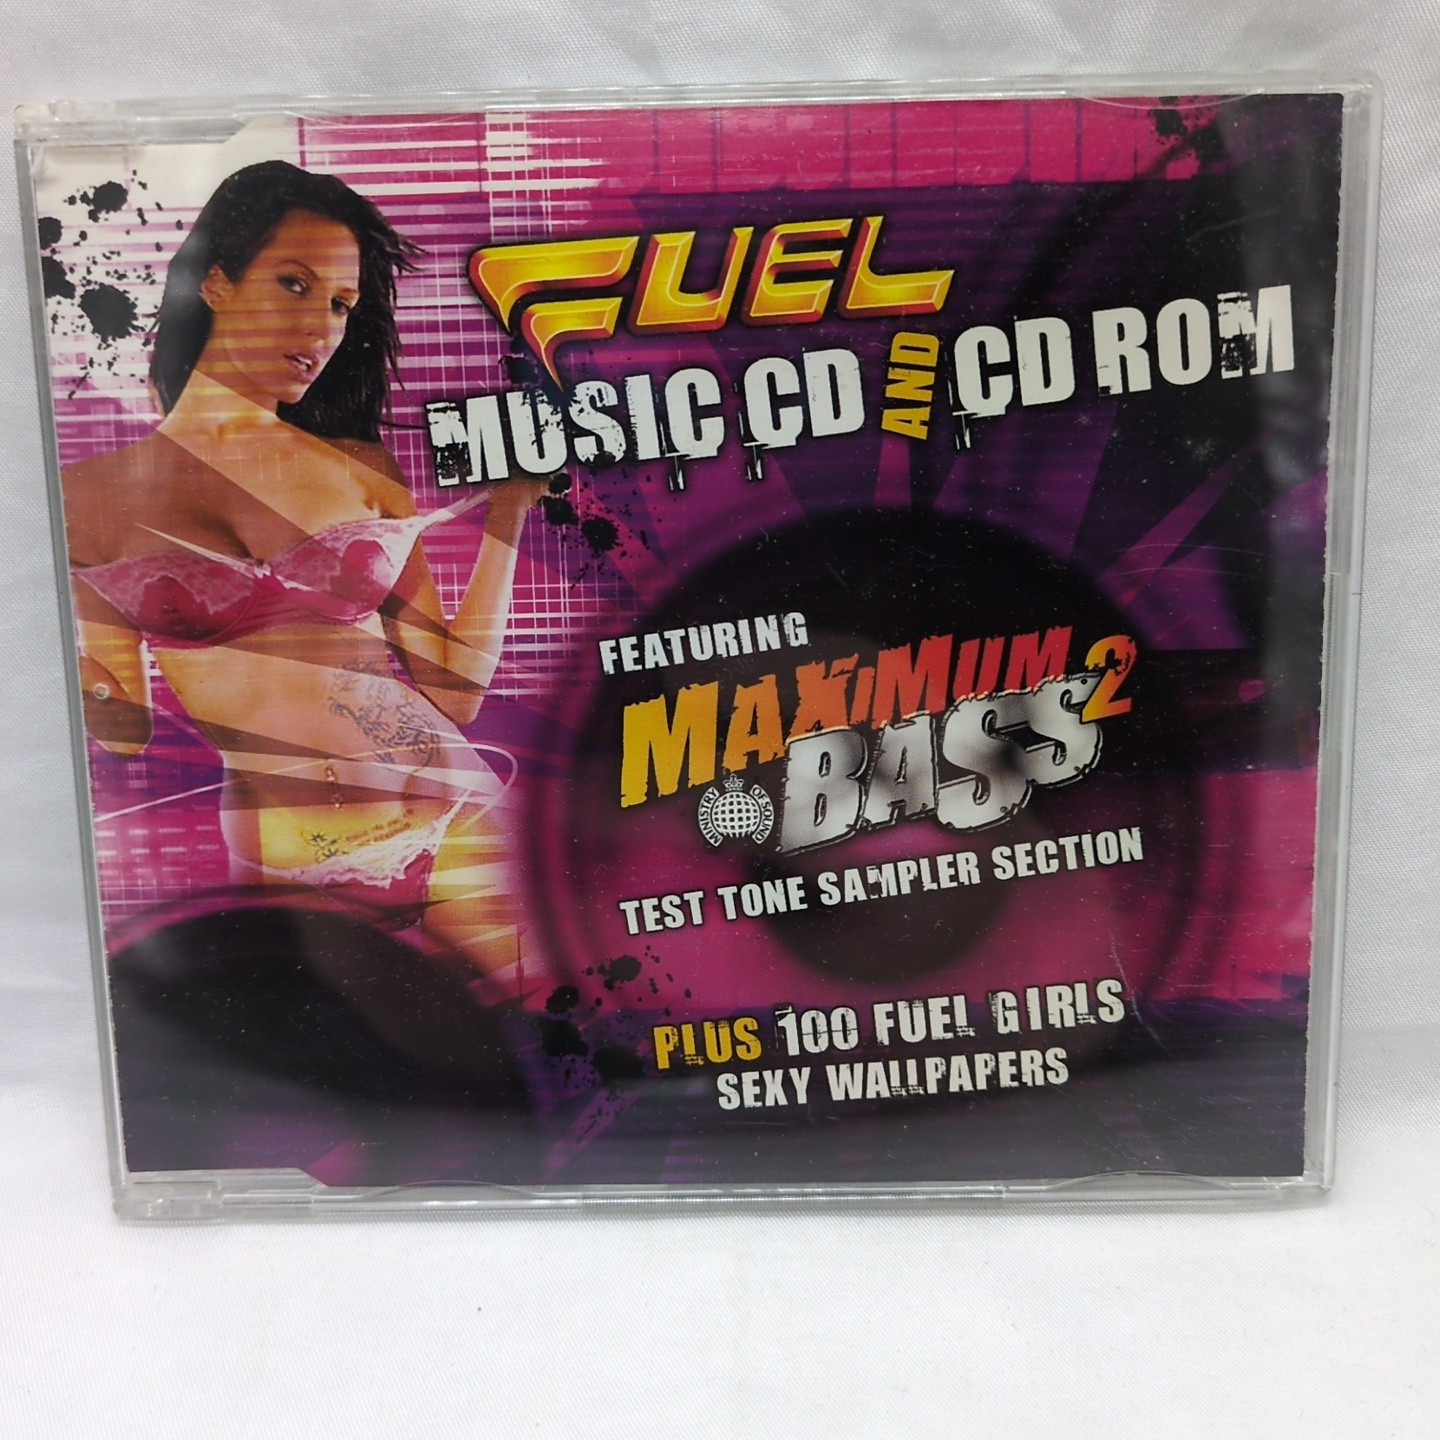 FUEL
MUSIC CD AND CD ROM
FEATURING
MAXIMUM
BASS 2
MINISTRY OF SOUND
TEST TONE SAMPLER SECTION
PLUS 100 FUEL GIRLS
SEXY WALLPAPERS